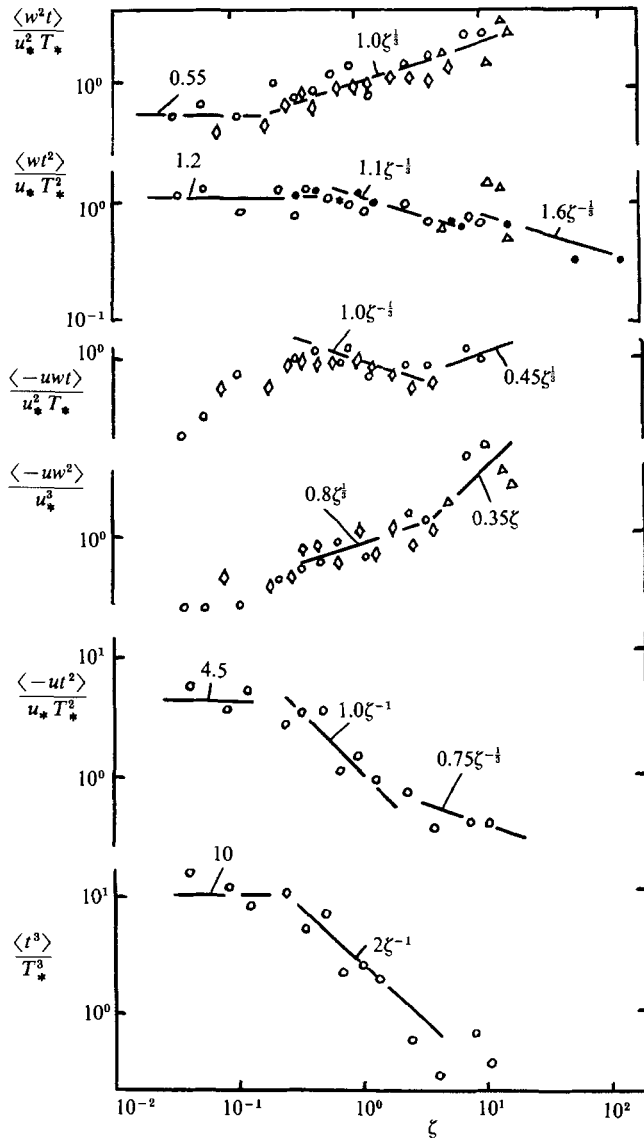 ⟨w²t⟩
u*² T*
10⁰
0.55
1.0ζ^⅓
⟨wt²⟩
u* T*²
10⁰
1.2
1.1ζ^-⅓
1.6ζ^-⅓
10⁻¹
⟨-uwt⟩
u*² T*
10⁰
1.0ζ^-⅓
0.45ζ^⅓
⟨-uw²⟩
u*³
10⁰
0.8ζ^⅓
0.35ζ
⟨-ut²⟩
u* T*²
10¹
4.5
1.0ζ⁻¹
0.75ζ^-⅓
10⁰
⟨t³⟩
T*³
10¹
10
2ζ⁻¹
10⁰
10⁻² 10⁻¹ 10⁰ 10¹ 10²
ζ